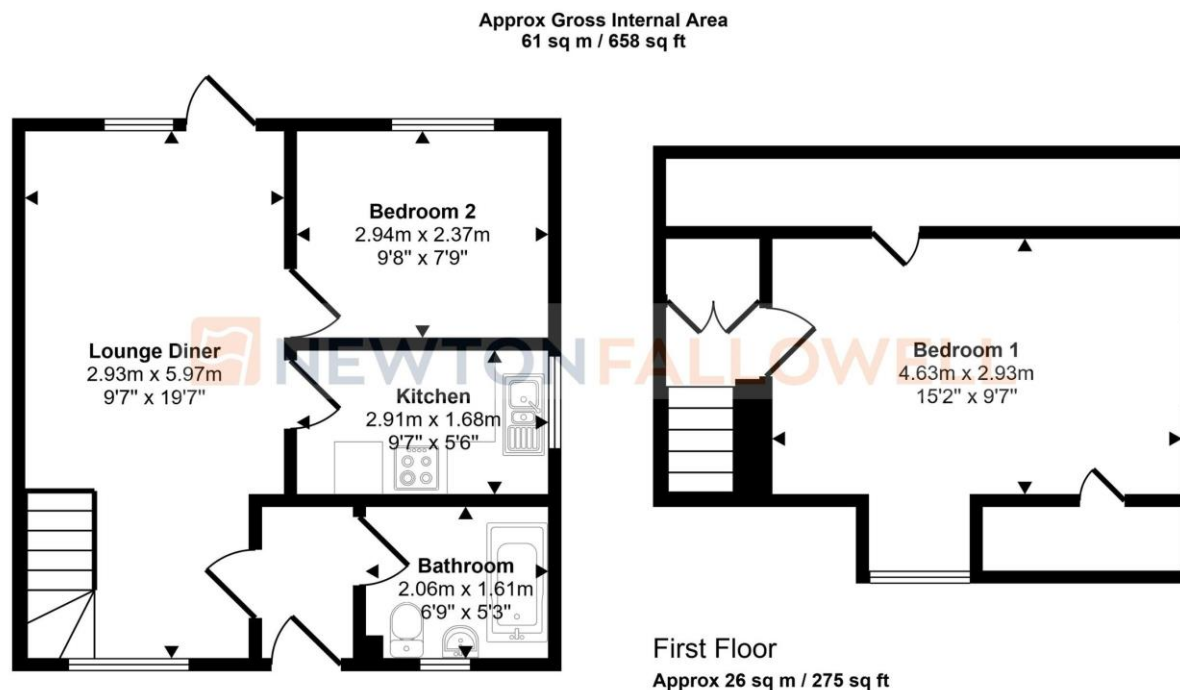 Approx Gross Internal Area
61 sq m / 658 sq ft
Bedroom 2
2.94m x 2.37m
9'8" x 7'9"
Lounge Diner
2.93m x 5.97m
9'7" x 19'7"
Kitchen
2.91m x 1.68m
9'7" x 5'6"
Bathroom
2.06m x 1.61m
6'9" x 5'3"
Bedroom 1
4.63m x 2.93m
15'2" x 9'7"
NEWTONFALLOWELL
First Floor
Approx 26 sq m / 275 sq ft